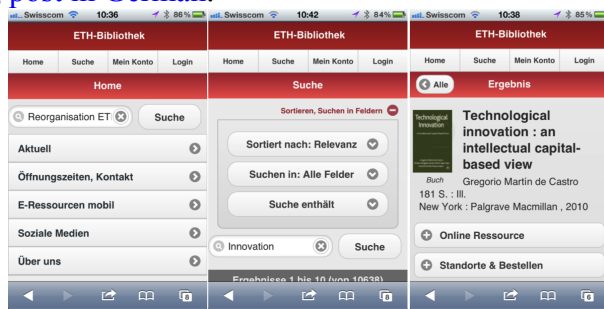 post in German.
Swisscom 10:36 86%
ETH-Bibliothek
Home Suche Mein Konto Login
Home
Reorganisation ET Suche
Aktuell
Öffnungszeiten, Kontakt
E-Ressourcen mobil
Soziale Medien
Über uns
8
Swisscom 10:42 84%
ETH-Bibliothek
Home Suche Mein Konto Login
Suche
Sortieren, Suchen in Feldern
Sortiert nach: Relevanz
Suchen in: Alle Felder
Suche enthält
Innovation Suche
Ergebnisse 1 bis 10 (von 10638)
8
Swisscom 10:38 85%
ETH-Bibliothek
Home Suche Mein Konto Login
Alle Ergebnis
Technological
innovation
Technological
innovation : an
intellectual capital-
based view
Buch Gregorio Martin de Castro
181 S. : Ill.
New York : Palgrave Macmillan , 2010
Online Ressource
Standorte & Bestellen
6